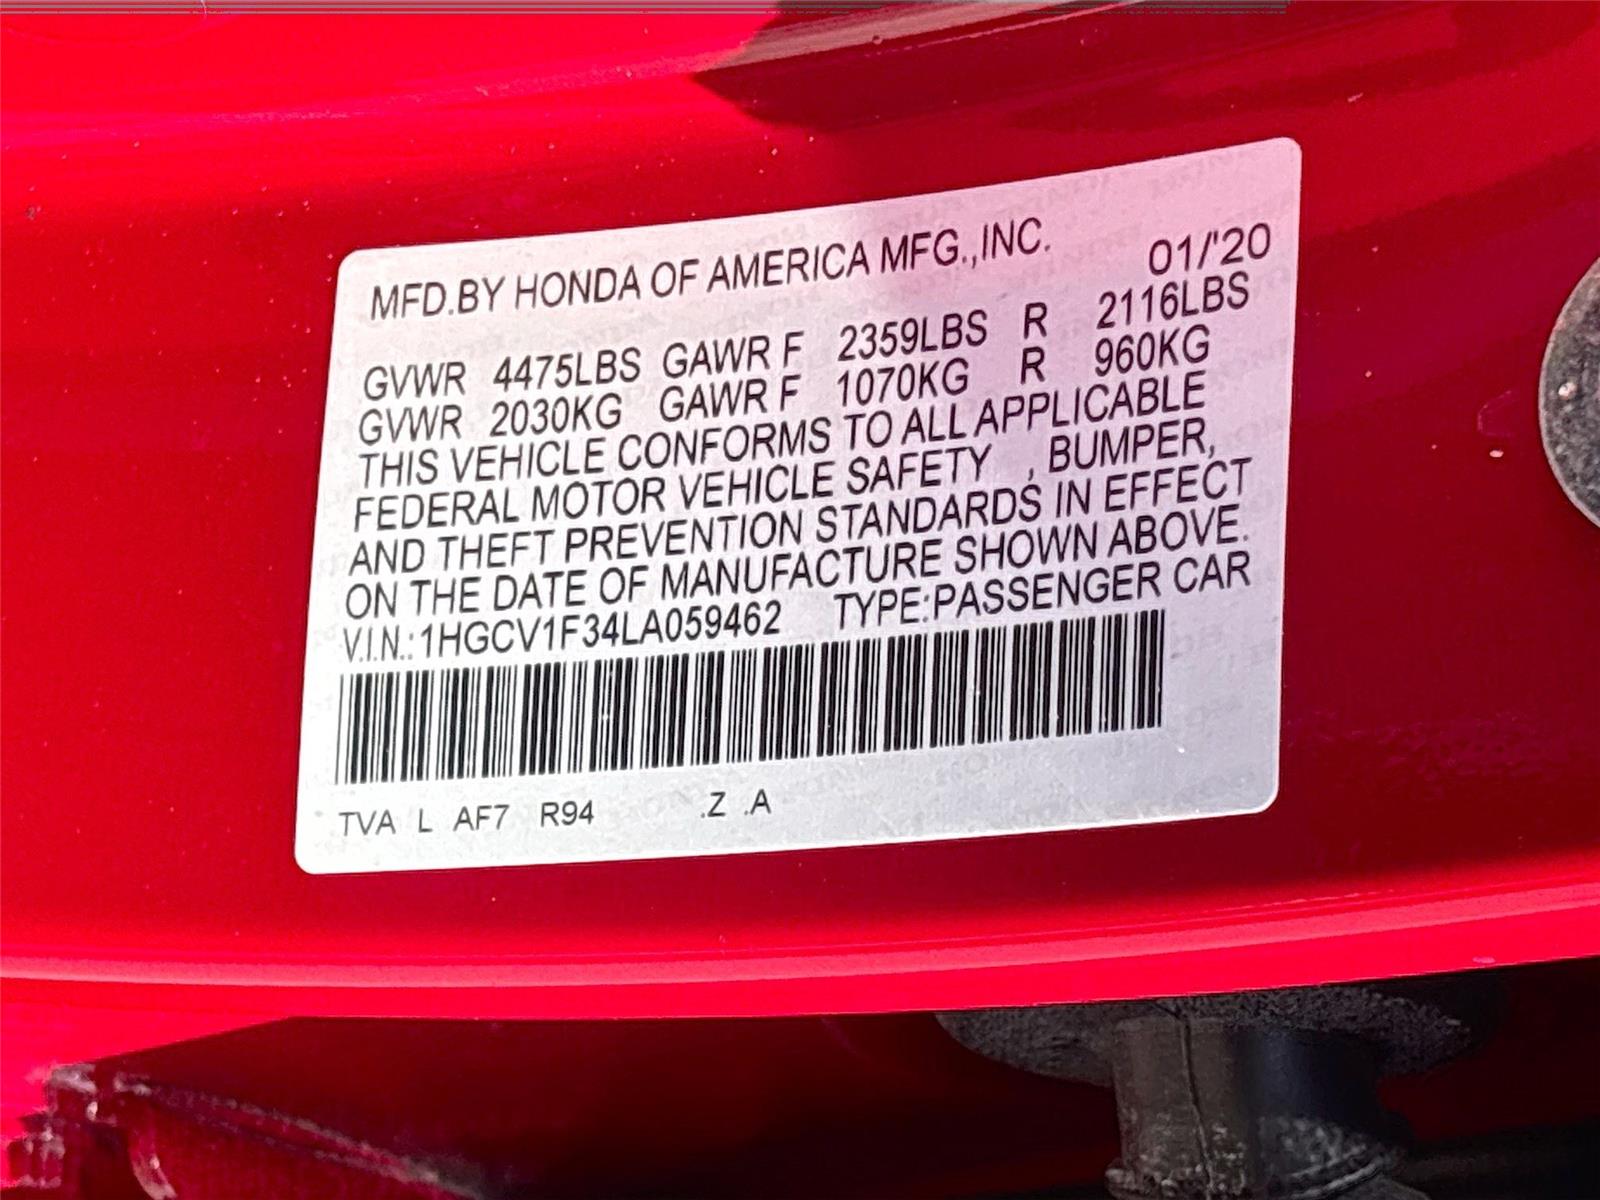 MFD.BY HONDA OF AMERICA MFG.,INC. 01/'20
GVWR 4475LBS GAWR F 2359LBS R 2116LBS
GVWR 2030KG GAWR F 1070KG R 960KG
THIS VEHICLE CONFORMS TO ALL APPLICABLE
FEDERAL MOTOR VEHICLE SAFETY , BUMPER,
AND THEFT PREVENTION STANDARDS IN EFFECT
ON THE DATE OF MANUFACTURE SHOWN ABOVE.
V.I.N.:1HGCV1F34LA059462 TYPE:PASSENGER CAR
TVA L AF7 R94 .Z .A